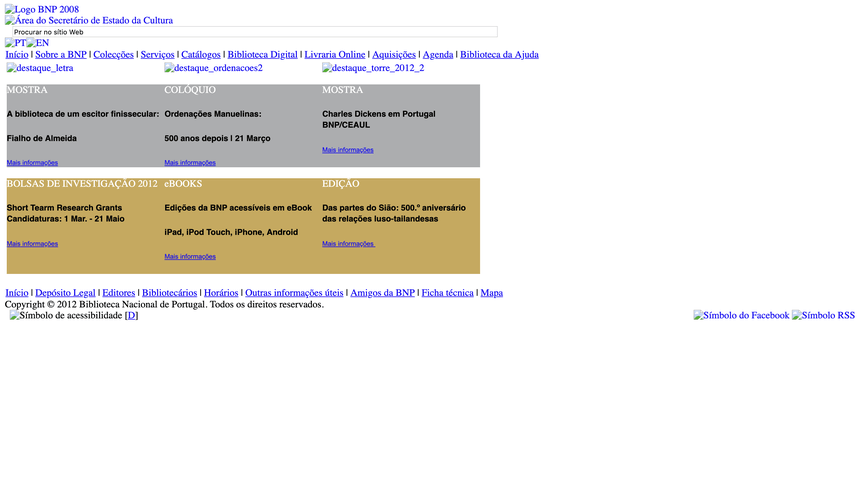 Logo BNP 2008
Área do Secretário de Estado da Cultura
Procurar no sítio Web
PT EN
Início | Sobre a BNP | Colecções | Serviços | Catálogos | Biblioteca Digital | Livraria Online | Aquisições | Agenda | Biblioteca da Ajuda
destaque_letra
destaque_ordenacoes2
destaque_torre_2012_2
MOSTRA
A biblioteca de um escitor finissecular:
Fialho de Almeida
Mais informações
COLÓQUIO
Ordenações Manuelinas:
500 anos depois | 21 Março
Mais informações
MOSTRA
Charles Dickens em Portugal
BNP/CEAUL
Mais informações
BOLSAS DE INVESTIGAÇÃO 2012
Short Tearm Research Grants
Candidaturas: 1 Mar. - 21 Maio
Mais informações
eBOOKS
Edições da BNP acessíveis em eBook
iPad, iPod Touch, iPhone, Android
Mais informações
EDIÇÃO
Das partes do Sião: 500.º aniversário
das relações luso-tailandesas
Mais informações
Início | Depósito Legal | Editores | Bibliotecários | Horários | Outras informações úteis | Amigos da BNP | Ficha técnica | Mapa
Copyright © 2012 Biblioteca Nacional de Portugal. Todos os direitos reservados.
Símbolo de acessibilidade [D]
Símbolo do Facebook Símbolo RSS